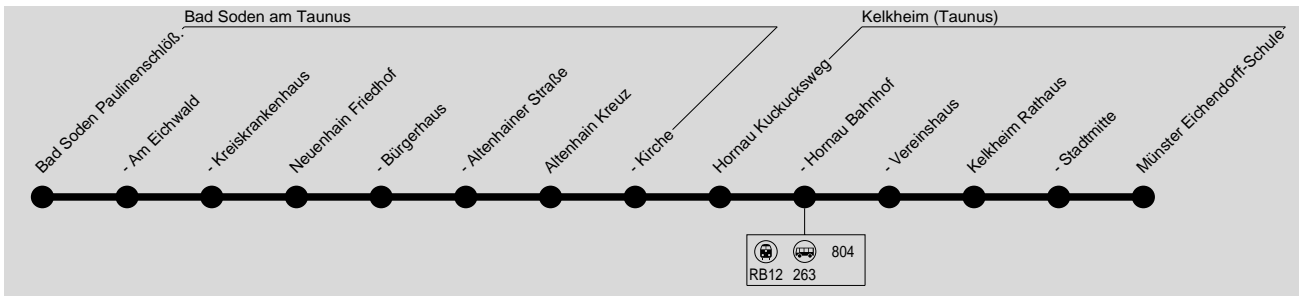 Bad Soden am Taunus
Kelkheim (Taunus)
Bad Soden Paulinenschlöß.
- Am Eichwald
- Kreiskrankenhaus
Neuenhain Friedhof
- Bürgerhaus
- Altenhainer Straße
Altenhain Kreuz
- Kirche
Hornau Kuckucksweg
- Hornau Bahnhof
- Vereinshaus
Kelkheim Rathaus
- Stadtmitte
Münster Eichendorff-Schule
804
RB12 263